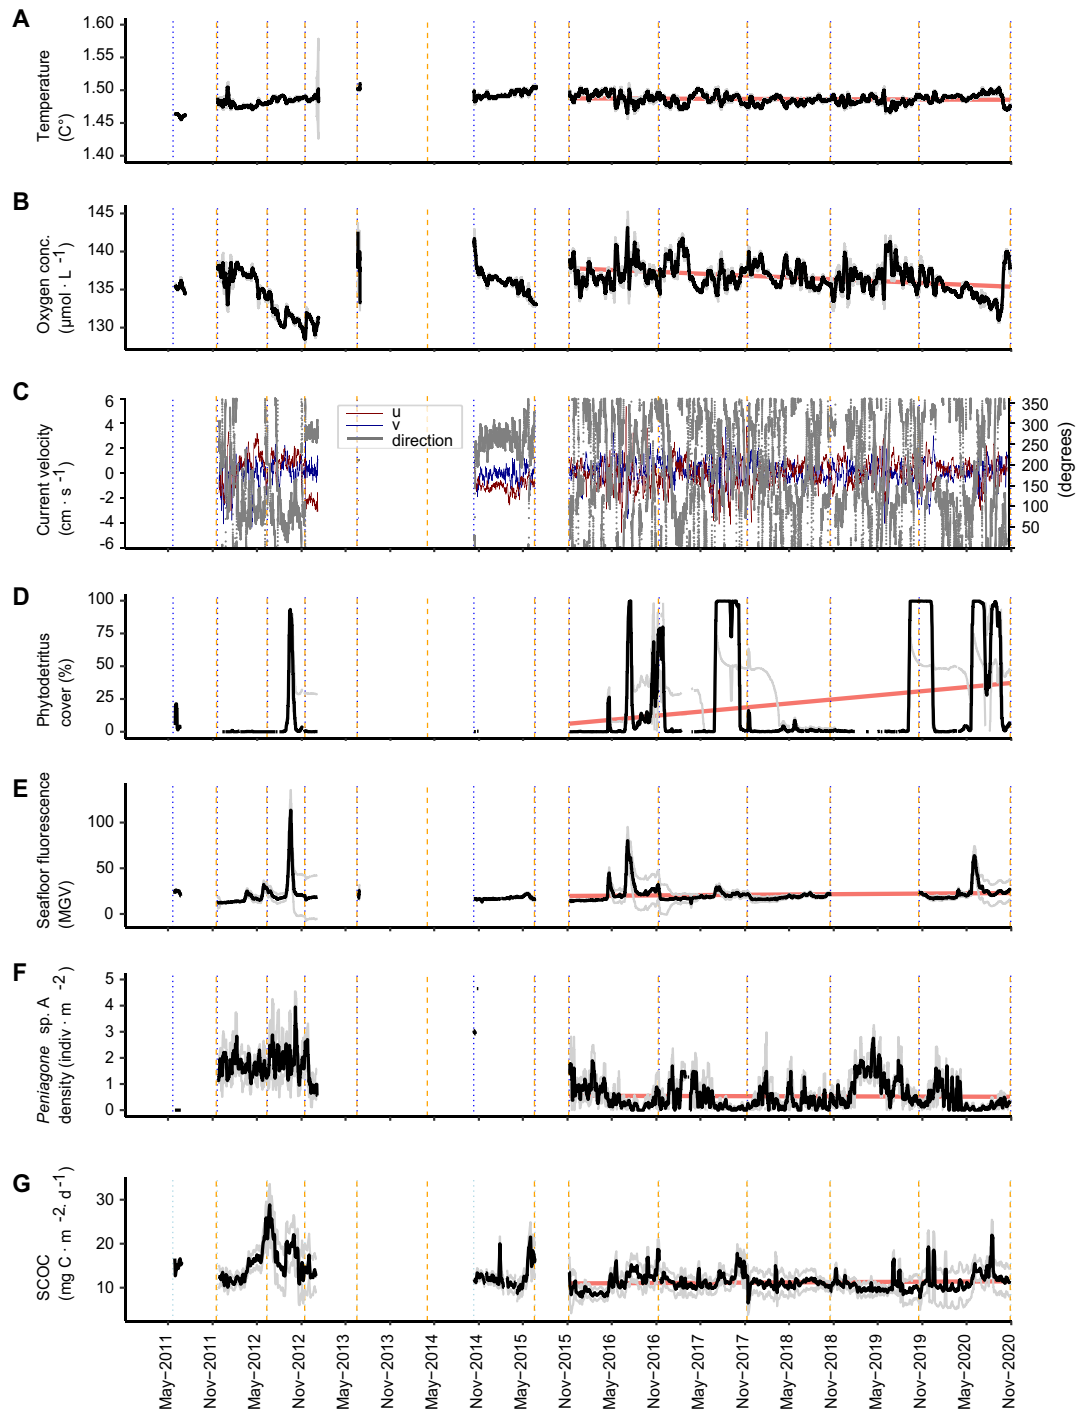 A
1.60
1.55
1.50
1.45
1.40
Temperature
(C°)
B
145
140
135
130
Oxygen conc.
(μmol · L -1)
C
6
4
2
0
-2
-4
-6
Current velocity
(cm · s -1)
u
v
direction
350
300
250
200
150
100
50
(degrees)
D
100
75
50
25
0
Phytodetritus
cover (%)
E
100
50
0
Seafloor fluorescence
(MGV)
F
5
4
3
2
1
0
Peniagone sp. A
density (indiv · m -2)
G
30
20
10
SCOC
(mg C · m -2. d-1)
May-2011
Nov-2011
May-2012
Nov-2012
May-2013
Nov-2013
May-2014
Nov-2014
May-2015
Nov-2015
May-2016
Nov-2016
May-2017
Nov-2017
May-2018
Nov-2018
May-2019
Nov-2019
May-2020
Nov-2020